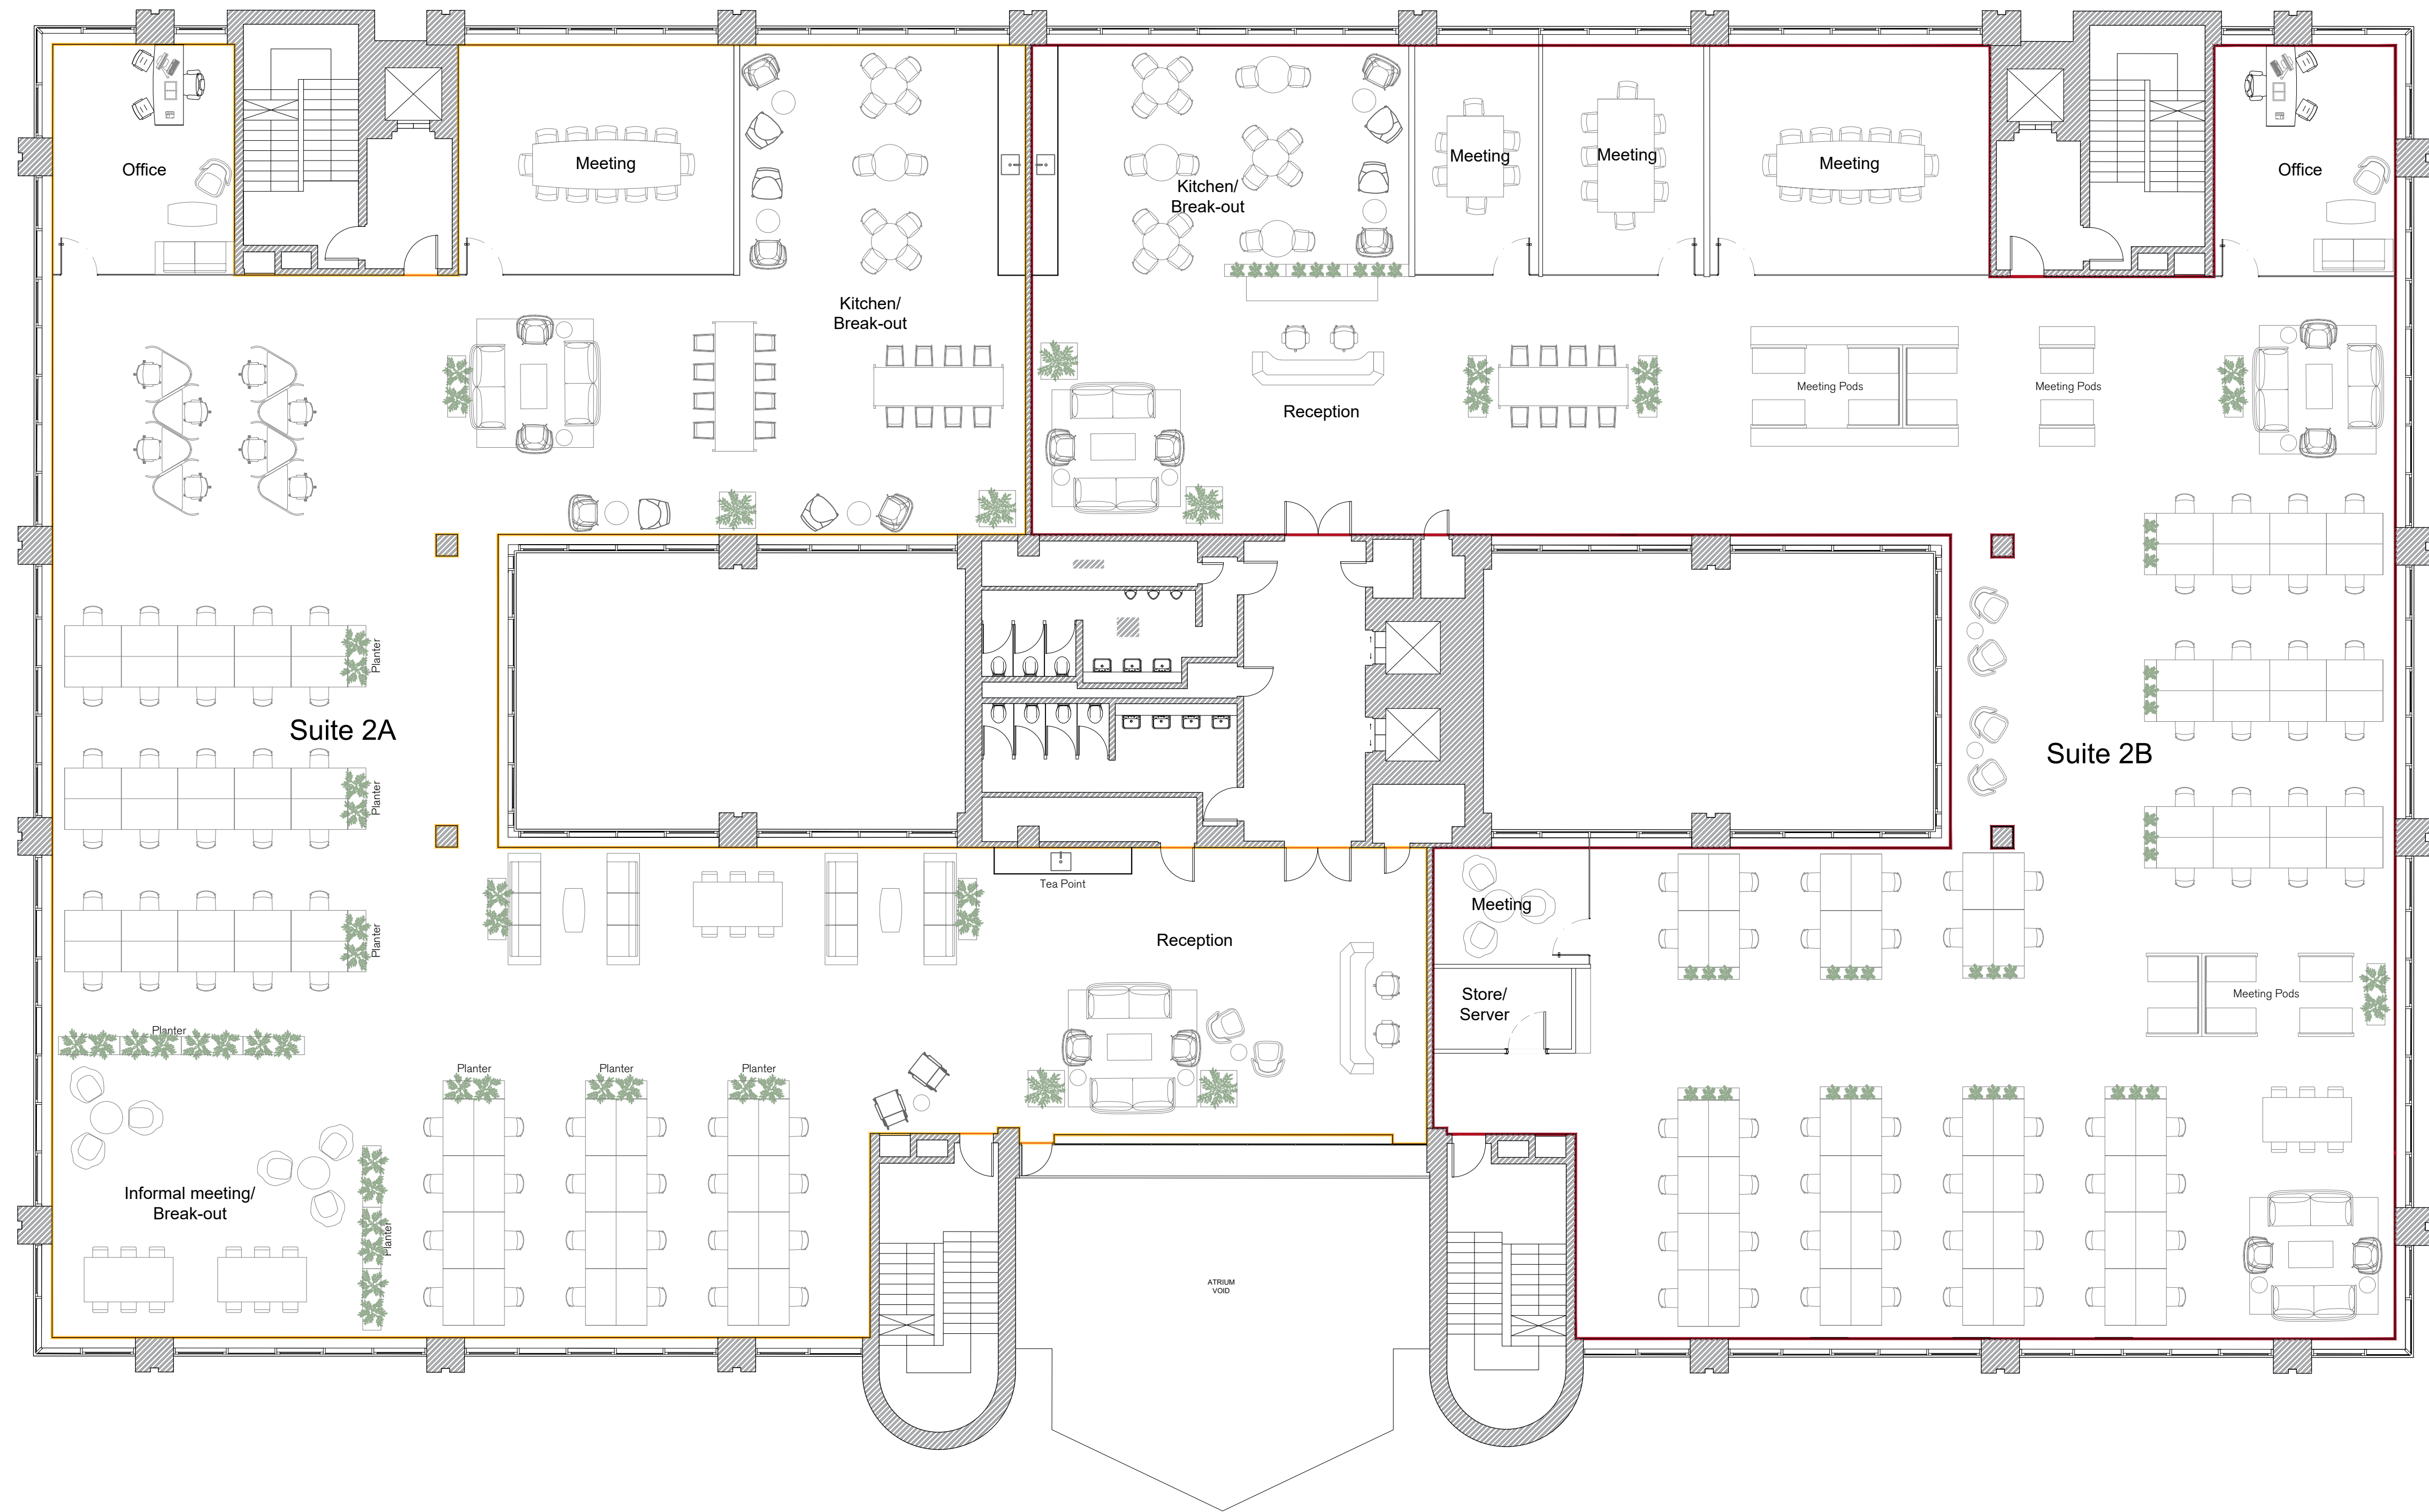 Office
Meeting
Kitchen/
Break-out
Meeting
Meeting
Meeting
Office
Kitchen/
Break-out
Reception
Meeting Pods
Meeting Pods
Planter
Suite 2A
Planter
Planter
Suite 2B
Tea Point
Reception
Meeting
Store/
Server
Meeting Pods
Planter
Planter
Planter
Planter
Informal meeting/
Break-out
Planter
ATRIUM
VOID